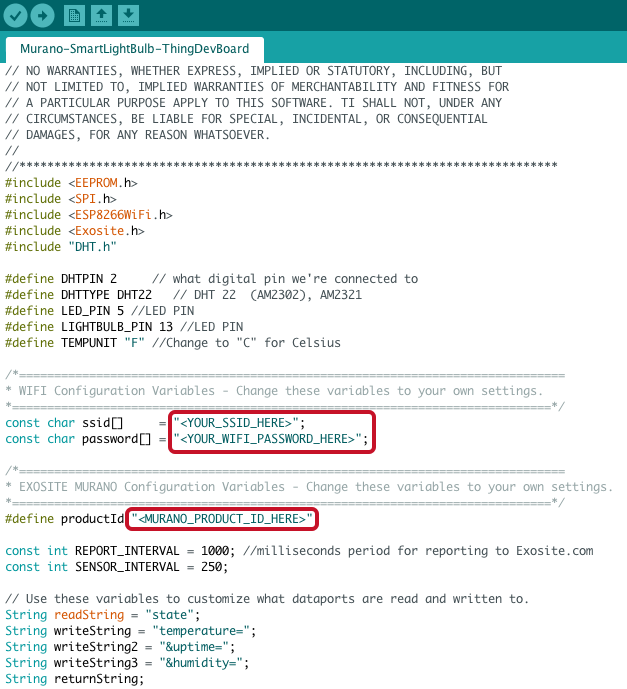 Murano-SmartLightBulb-ThingDevBoard
// NO WARRANTIES, WHETHER EXPRESS, IMPLIED OR STATUTORY, INCLUDING, BUT
// NOT LIMITED TO, IMPLIED WARRANTIES OF MERCHANTABILITY AND FITNESS FOR
// A PARTICULAR PURPOSE APPLY TO THIS SOFTWARE. TI SHALL NOT, UNDER ANY
// CIRCUMSTANCES, BE LIABLE FOR SPECIAL, INCIDENTAL, OR CONSEQUENTIAL
// DAMAGES, FOR ANY REASON WHATSOEVER.
//
//*****************************************************************************
#include <EEPROM.h>
#include <SPI.h>
#include <ESP8266WiFi.h>
#include <Exosite.h>
#include "DHT.h"
#define DHTPIN 2     // what digital pin we're connected to
#define DHTTYPE DHT22   // DHT 22  (AM2302), AM2321
#define LED_PIN 5 //LED PIN
#define LIGHTBULB_PIN 13 //LED PIN
#define TEMPUNIT "F" //Change to "C" for Celsius
/*==============================================================================
* WIFI Configuration Variables - Change these variables to your own settings.
*=============================================================================*/
const char ssid[]     = "<YOUR_SSID_HERE>";
const char password[] = "<YOUR_WIFI_PASSWORD_HERE>";
/*==============================================================================
* EXOSITE MURANO Configuration Variables - Change these variables to your own settings.
*=============================================================================*/
#define productId "<MURANO_PRODUCT_ID_HERE>"
const int REPORT_INTERVAL = 1000; //milliseconds period for reporting to Exosite.com
const int SENSOR_INTERVAL = 250;
// Use these variables to customize what dataports are read and written to.
String readString = "state";
String writeString = "temperature=";
String writeString2 = "&uptime=";
String writeString3 = "&humidity=";
String returnString;